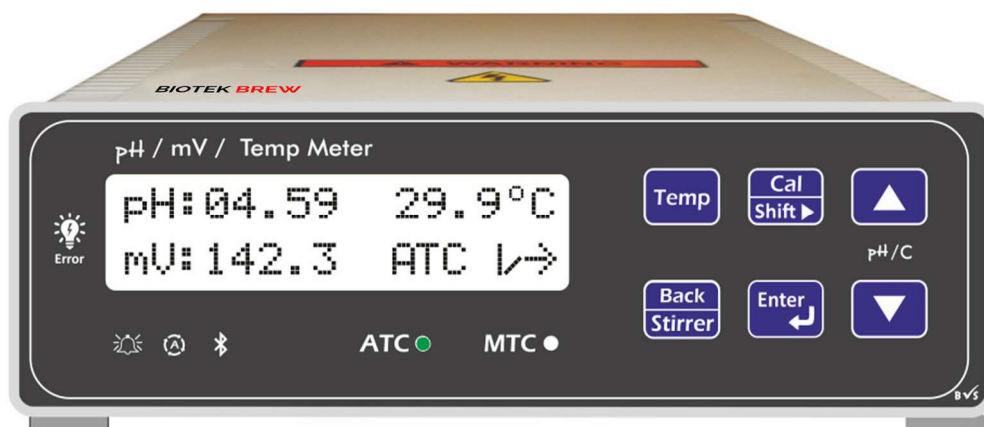 WARNING
BIOTEK BREW
pH / mV / Temp Meter
pH:04.59 29.9°C
mV:142.3 ATC
Error
ATC
MTC
Temp
Cal
Shift
pH/C
Back
Stirrer
Enter
BVS